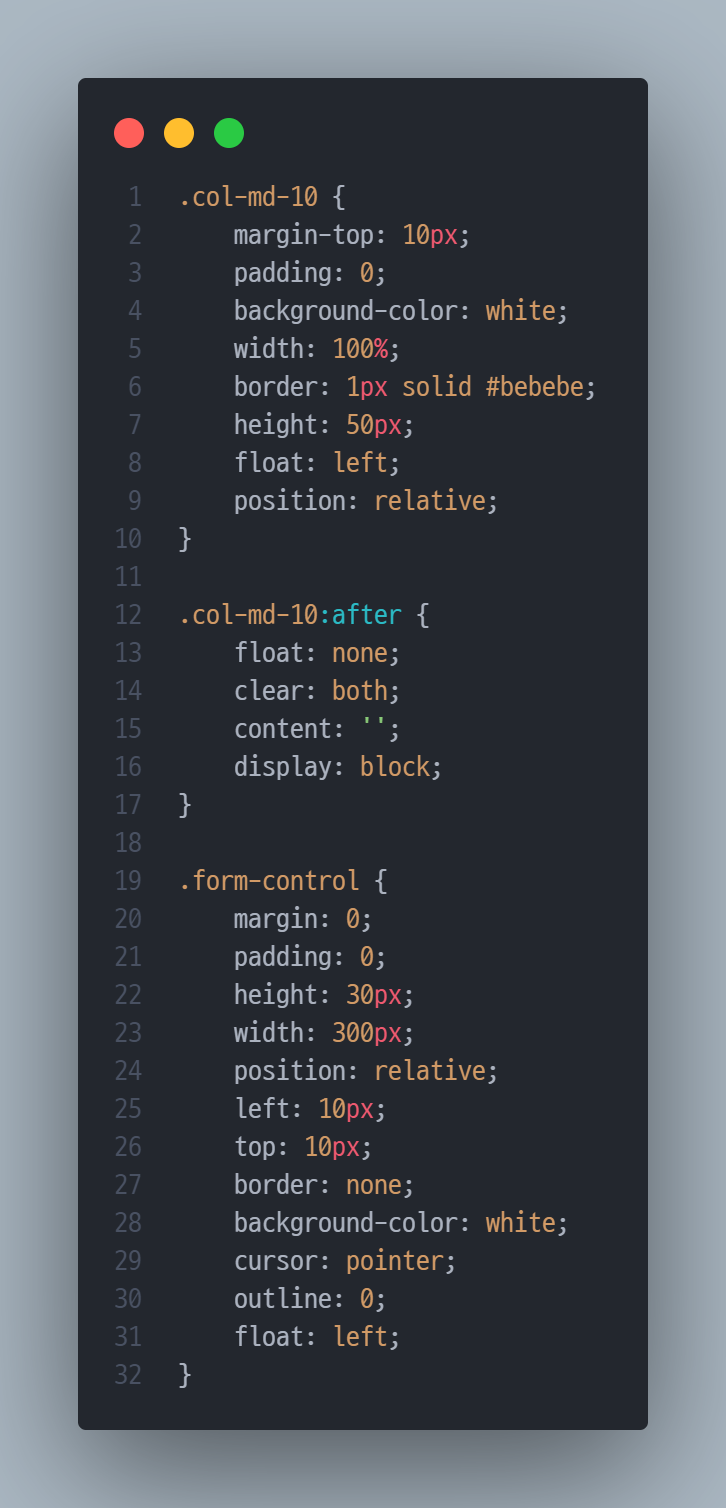 1 .col-md-10 {
2     margin-top: 10px;
3     padding: 0;
4     background-color: white;
5     width: 100%;
6     border: 1px solid #bebebe;
7     height: 50px;
8     float: left;
9     position: relative;
10 }
11
12 .col-md-10:after {
13     float: none;
14     clear: both;
15     content: '';
16     display: block;
17 }
18
19 .form-control {
20     margin: 0;
21     padding: 0;
22     height: 30px;
23     width: 300px;
24     position: relative;
25     left: 10px;
26     top: 10px;
27     border: none;
28     background-color: white;
29     cursor: pointer;
30     outline: 0;
31     float: left;
32 }